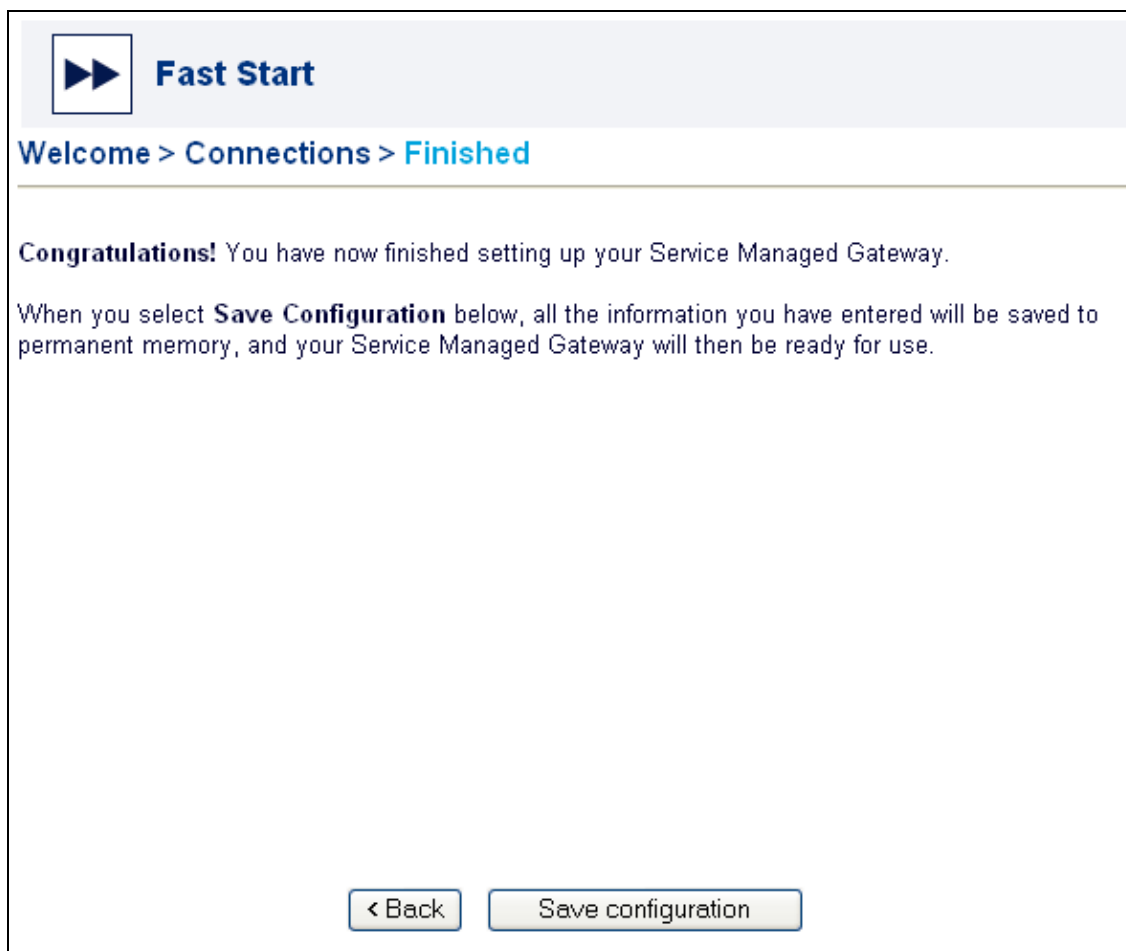 Fast Start
Welcome > Connections > Finished
Congratulations! You have now finished setting up your Service Managed Gateway.
When you select Save Configuration below, all the information you have entered will be saved to
permanent memory, and your Service Managed Gateway will then be ready for use.
< Back
Save configuration